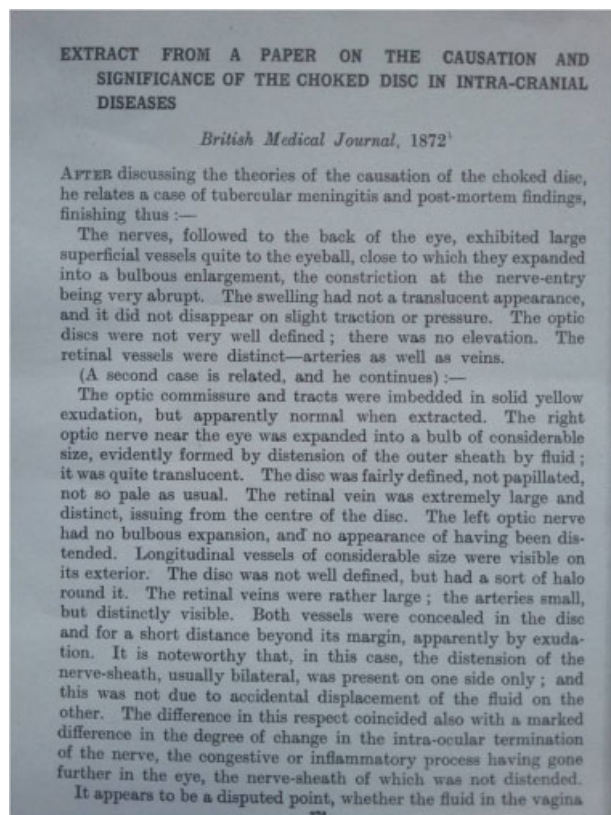 EXTRACT FROM A PAPER ON THE CAUSATION AND
SIGNIFICANCE OF THE CHOKED DISC IN INTRA-CRANIAL
DISEASES
British Medical Journal, 1872
AFTER discussing the theories of the causation of the choked disc,
he relates a case of tubercular meningitis and post-mortem findings,
finishing thus :—
The nerves, followed to the back of the eye, exhibited large
superficial vessels quite to the eyeball, close to which they expanded
into a bulbous enlargement, the constriction at the nerve-entry
being very abrupt. The swelling had not a translucent appearance,
and it did not disappear on slight traction or pressure. The optic
discs were not very well defined ; there was no elevation. The
retinal vessels were distinct—arteries as well as veins.
(A second case is related, and he continues) :—
The optic commissure and tracts were imbedded in solid yellow
exudation, but apparently normal when extracted. The right
optic nerve near the eye was expanded into a bulb of considerable
size, evidently formed by distension of the outer sheath by fluid ;
it was quite translucent. The disc was fairly defined, not papillated,
not so pale as usual. The retinal vein was extremely large and
distinct, issuing from the centre of the disc. The left optic nerve
had no bulbous expansion, and no appearance of having been dis-
tended. Longitudinal vessels of considerable size were visible on
its exterior. The disc was not well defined, but had a sort of halo
round it. The retinal veins were rather large ; the arteries small,
but distinctly visible. Both vessels were concealed in the disc
and for a short distance beyond its margin, apparently by exuda-
tion. It is noteworthy that, in this case, the distension of the
nerve-sheath, usually bilateral, was present on one side only ; and
this was not due to accidental displacement of the fluid on the
other. The difference in this respect coincided also with a marked
difference in the degree of change in the intra-ocular termination
of the nerve, the congestive or inflammatory process having gone
further in the eye, the nerve-sheath of which was not distended.
It appears to be a disputed point, whether the fluid in the vagina